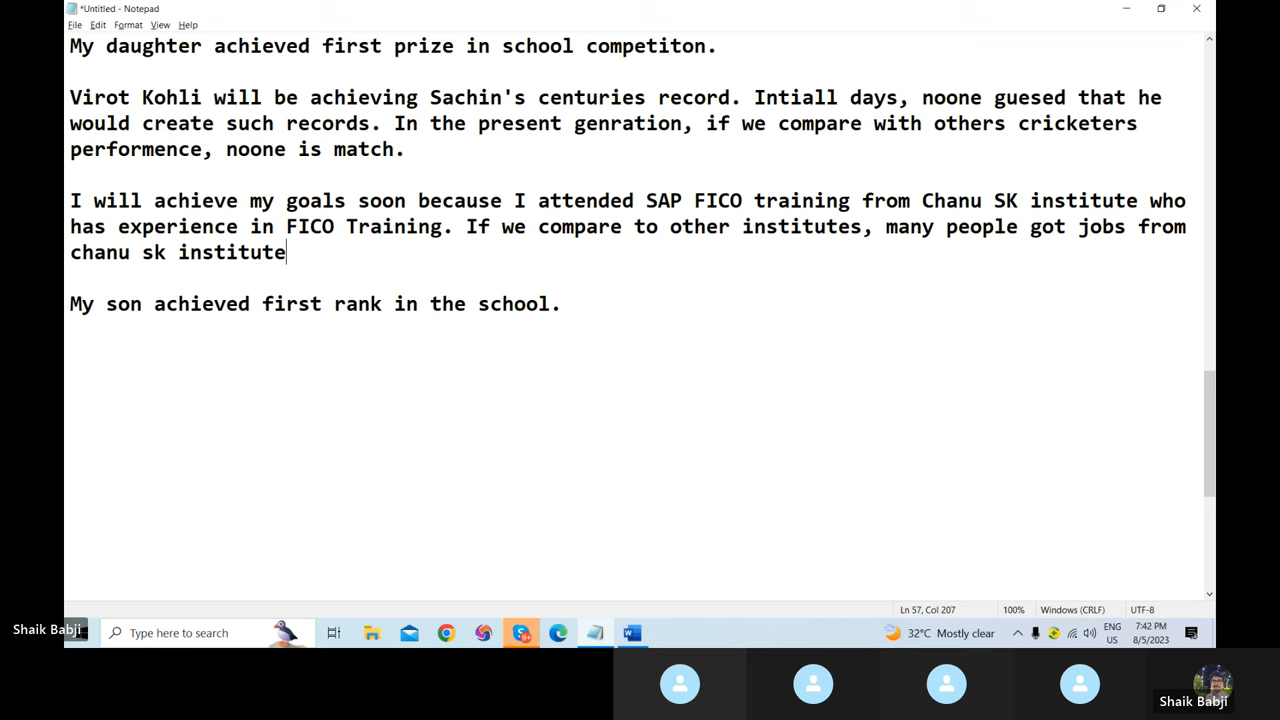 *Untitled - Notepad
File Edit Format View Help
My daughter achieved first prize in school competiton.
Virot Kohli will be achieving Sachin's centuries record. Intiall days, noone guesed that he
would create such records. In the present genration, if we compare with others cricketers
performence, noone is match.
I will achieve my goals soon because I attended SAP FICO training from Chanu SK institute who
has experience in FICO Training. If we compare to other institutes, many people got jobs from
chanu sk institute
My son achieved first rank in the school.
Ln 57, Col 207 100% Windows (CRLF) UTF-8
Shaik Babji
Type here to search
32°C Mostly clear
ENG
US
7:42 PM
8/5/2023
Shaik Babji